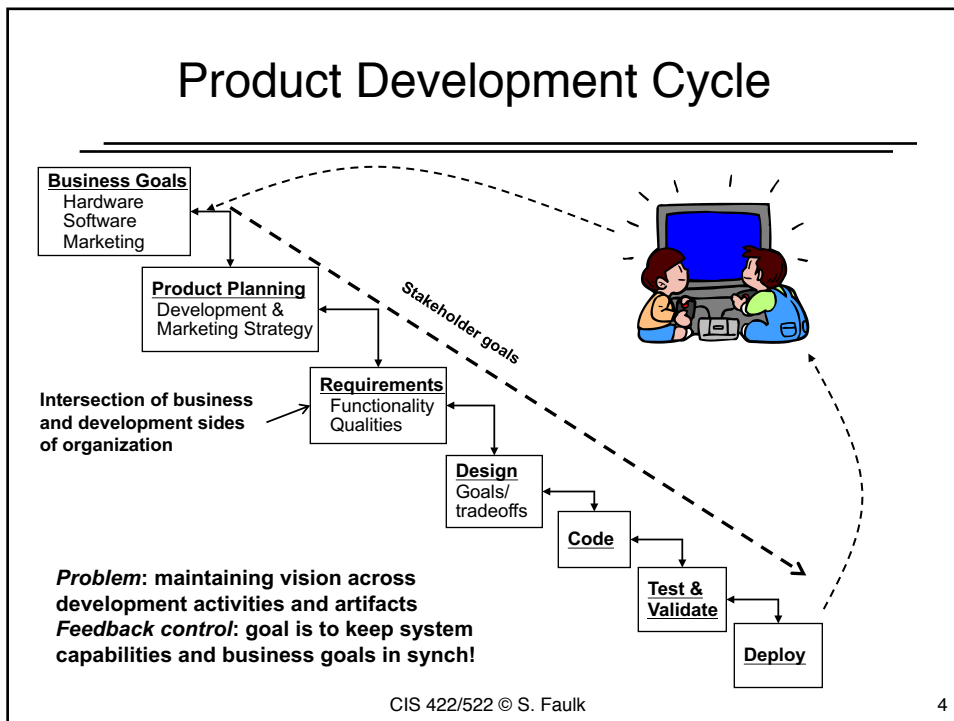 Product Development Cycle
Business Goals
Hardware
Software
Marketing
Product Planning
Development &
Marketing Strategy
Stakeholder goals
Intersection of business
and development sides
of organization
Requirements
Functionality
Qualities
Design
Goals/
tradeoffs
Code
Test &
Validate
Deploy
Problem: maintaining vision across
development activities and artifacts
Feedback control: goal is to keep system
capabilities and business goals in synch!
CIS 422/522 © S. Faulk
4